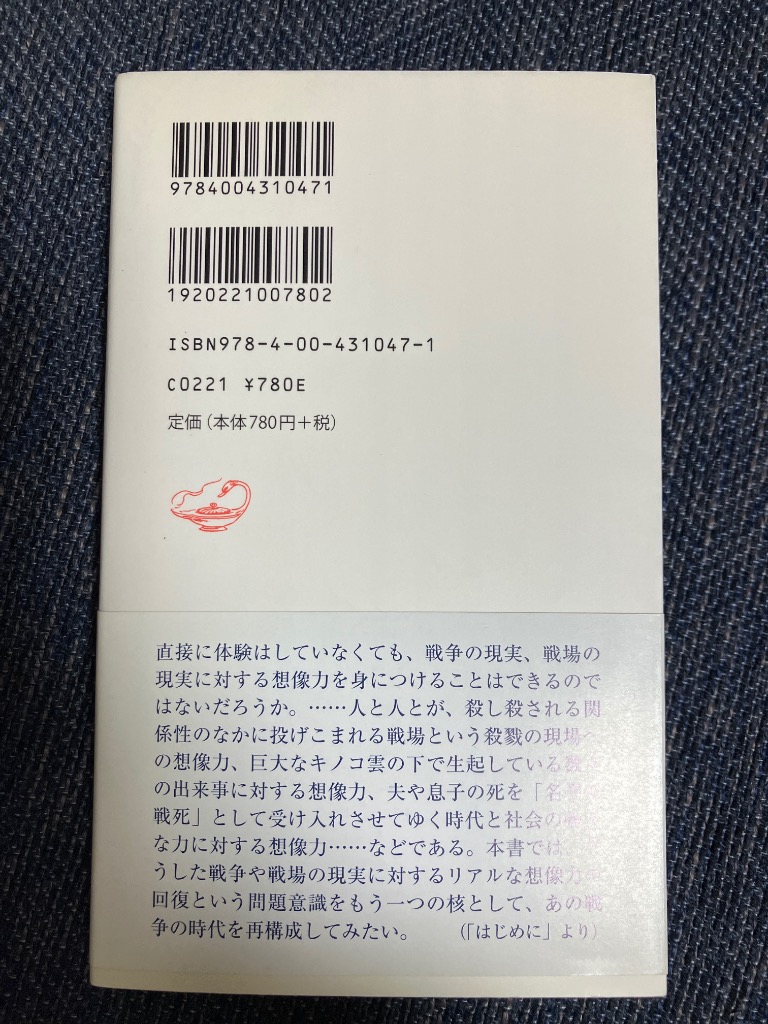 9784004310471
1920221007802
ISBN978-4-00-431047-1
C0221 ¥780E
定価(本体780円+税)
直接に体験はしていなくても、戦争の現実、戦場の
現実に対する想像力を身につけることはできるので
はないだろうか。……人と人とが、殺し殺される関
係性のなかに投げこまれる戦場という殺戮の現場へ
の想像力、巨大なキノコ雲の下で生起している
の出来事に対する想像力、夫や息子の死を「名誉の
戦死」として受け入れさせてゆく時代と社会の
な力に対する想像力……などである。本書では、
うした戦争や戦場の現実に対するリアルな想像力の
回復という問題意識をもう一つの核として、あの戦
争の時代を再構成してみたい。 (「はじめに」より)